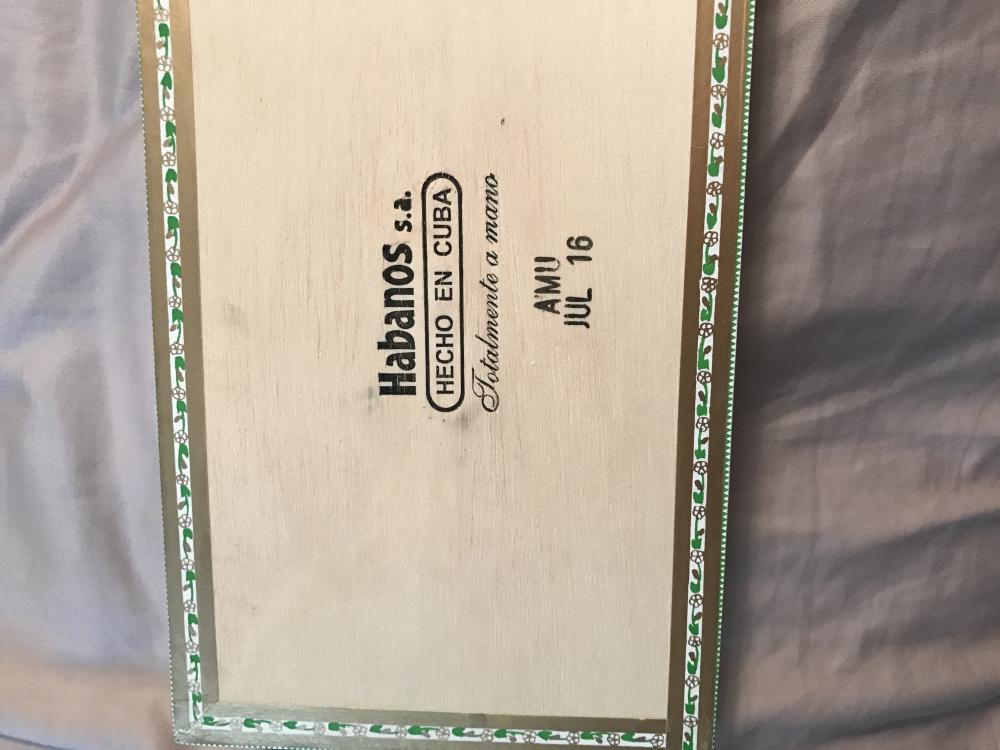 Habanos s.a.
HECHO EN CUBA
Totalmente a mano
AMU
JUL 16